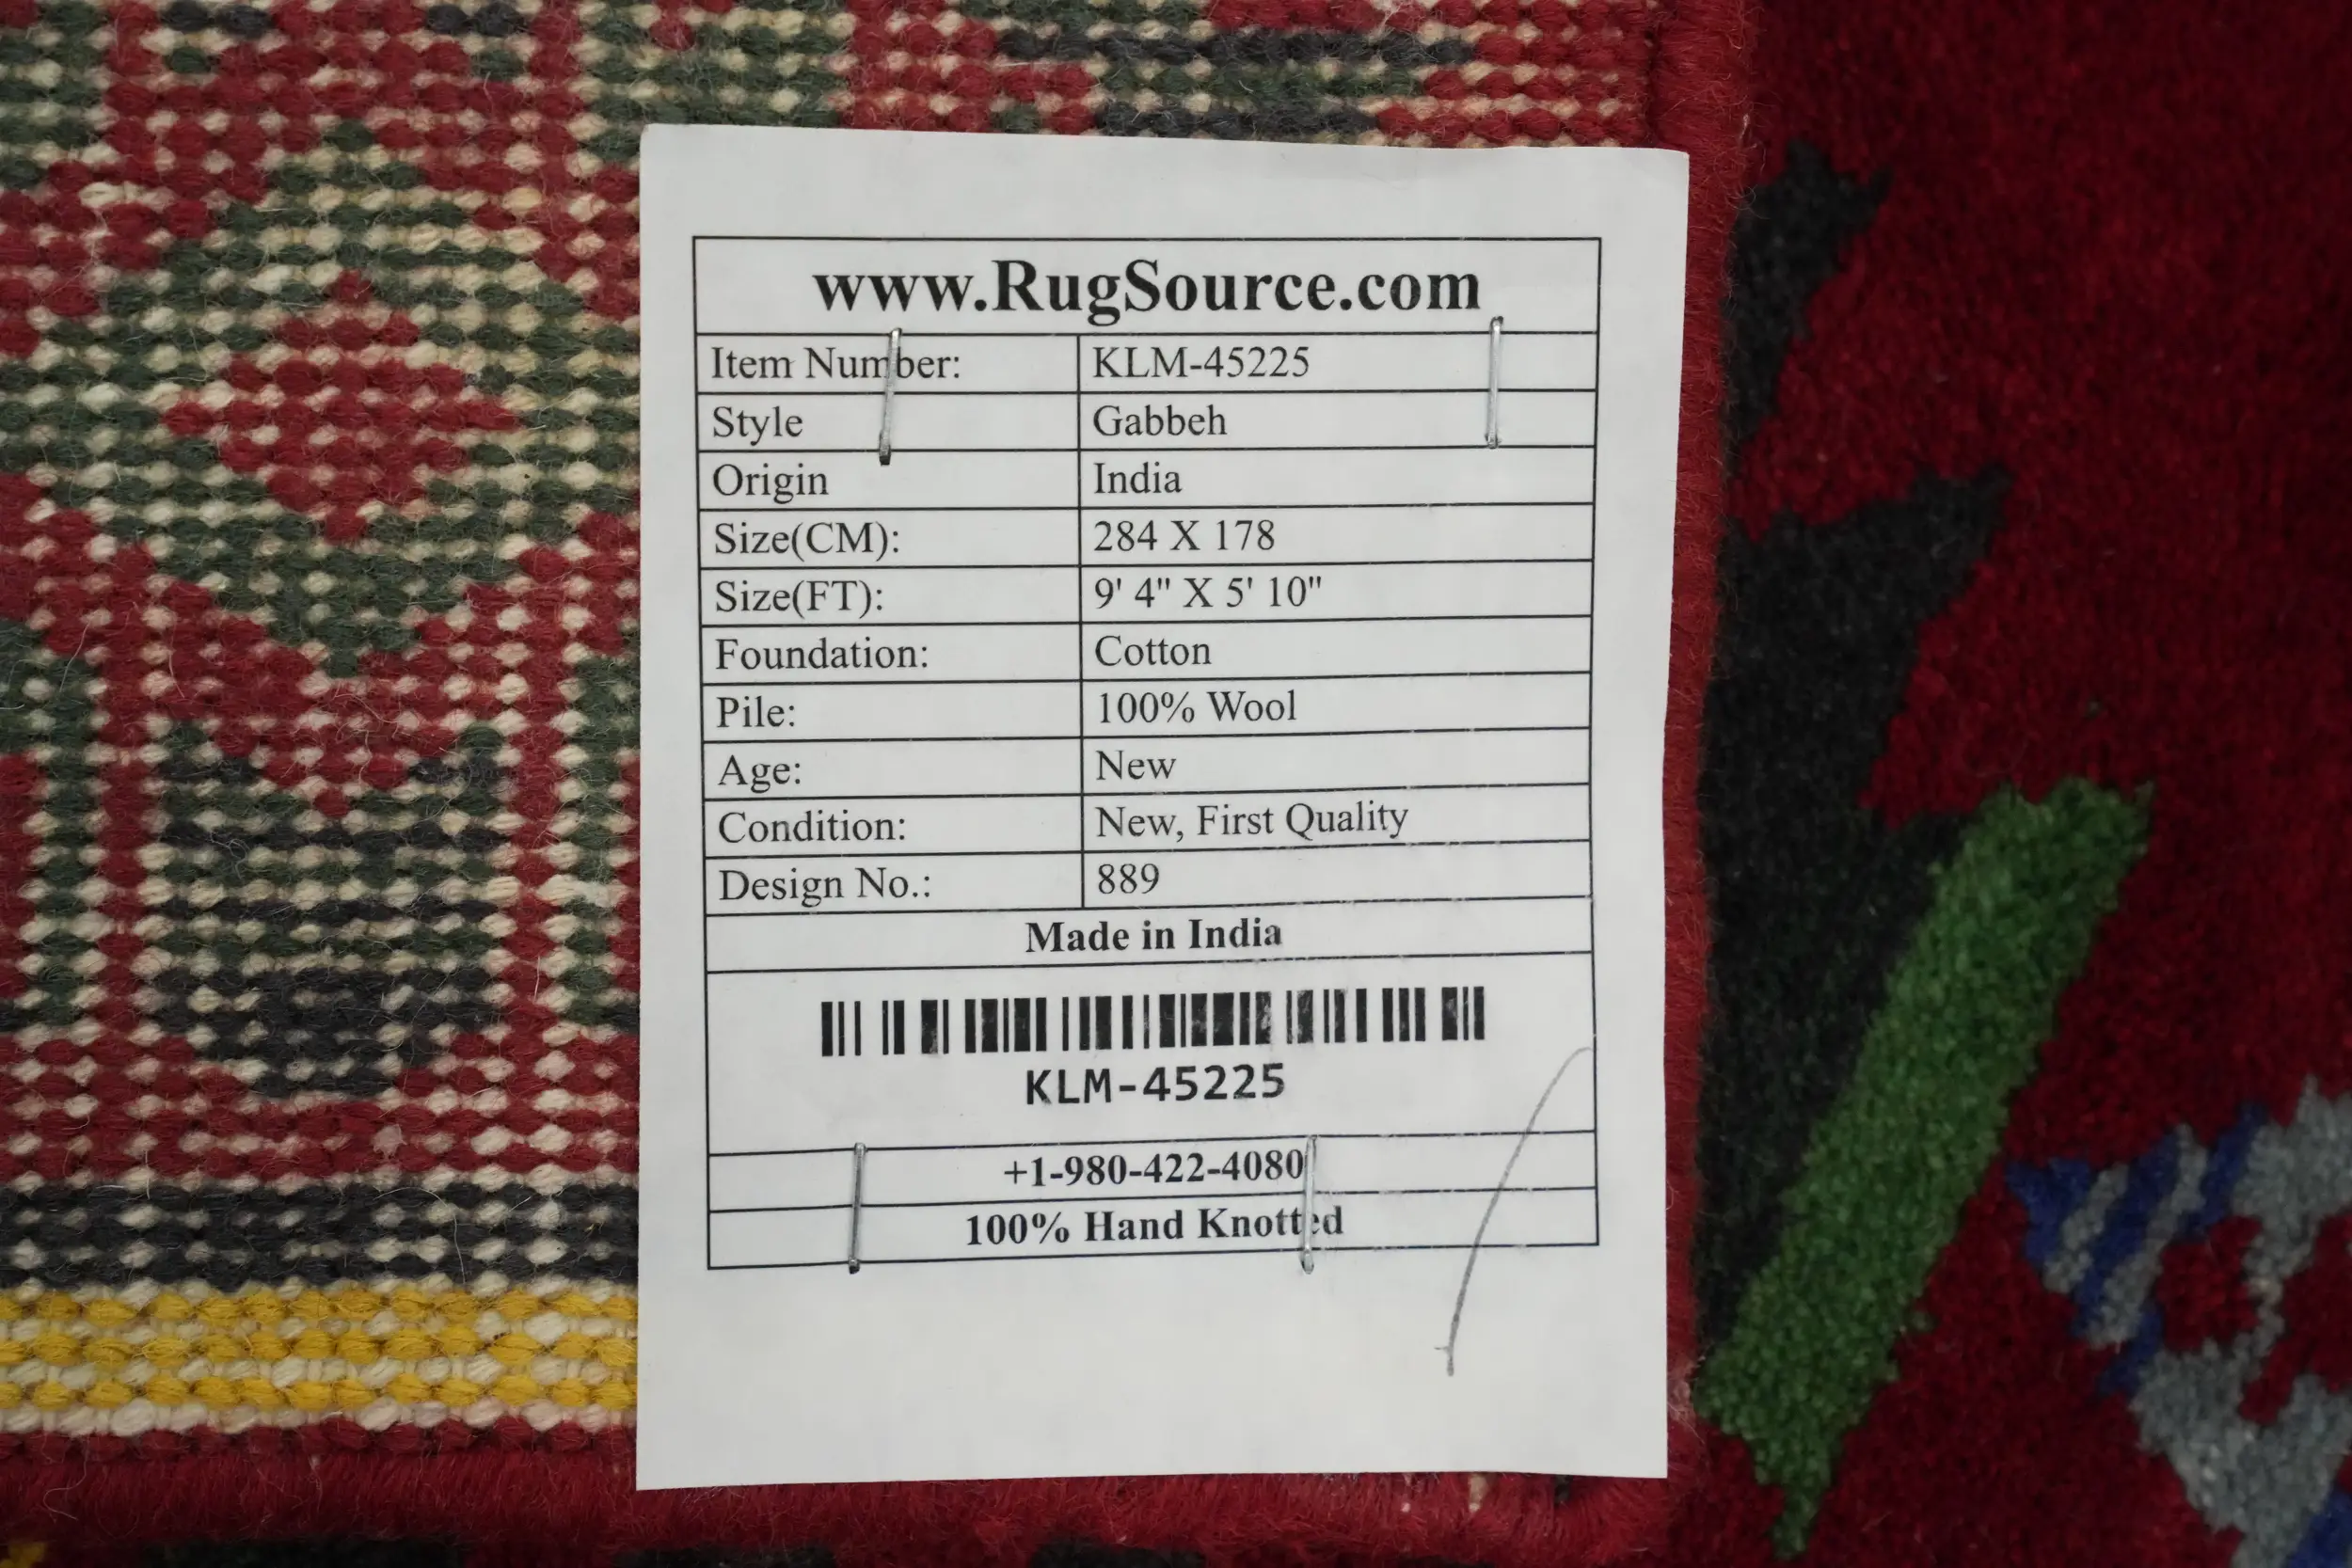 www.RugSource.com
Item Number: KLM-45225
Style Gabbeh
Origin India
Size(CM): 284 X 178
Size(FT): 9' 4" X 5' 10"
Foundation: Cotton
Pile: 100% Wool
Age: New
Condition: New, First Quality
Design No.: 889
Made in India
KLM-45225
+1-980-422-4080
100% Hand Knotted